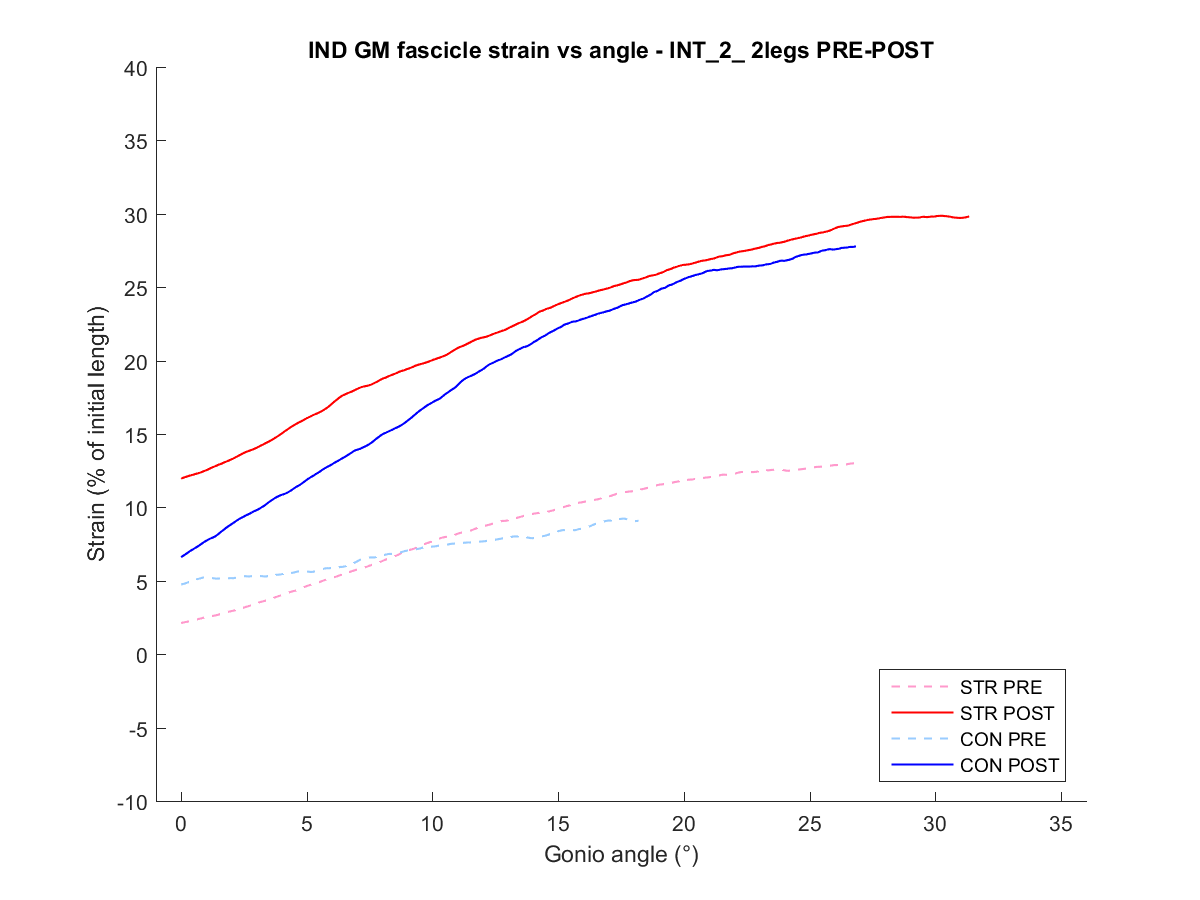 IND GM fascicle strain vs angle - INT_2_ 2legs PRE-POST
40
35
30
25
20
15
10
5
0
-5
-10
Strain (% of initial length)
0 5 10 15 20 25 30 35
Gonio angle (°)
STR PRE
STR POST
CON PRE
CON POST